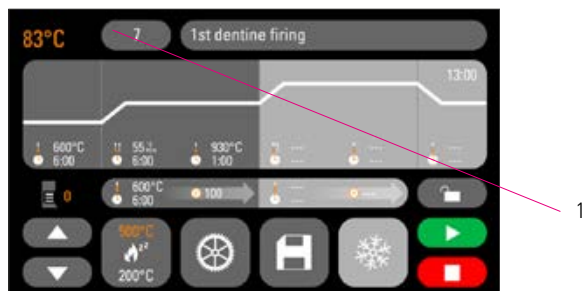 83°C 7 1st dentine firing
13:00
600°C 55 930°C --- --- ---
6:00 6:00 1:00 --- --- ---
0 600°C 100 --- ---
6:00 ---
1
500°C
200°C